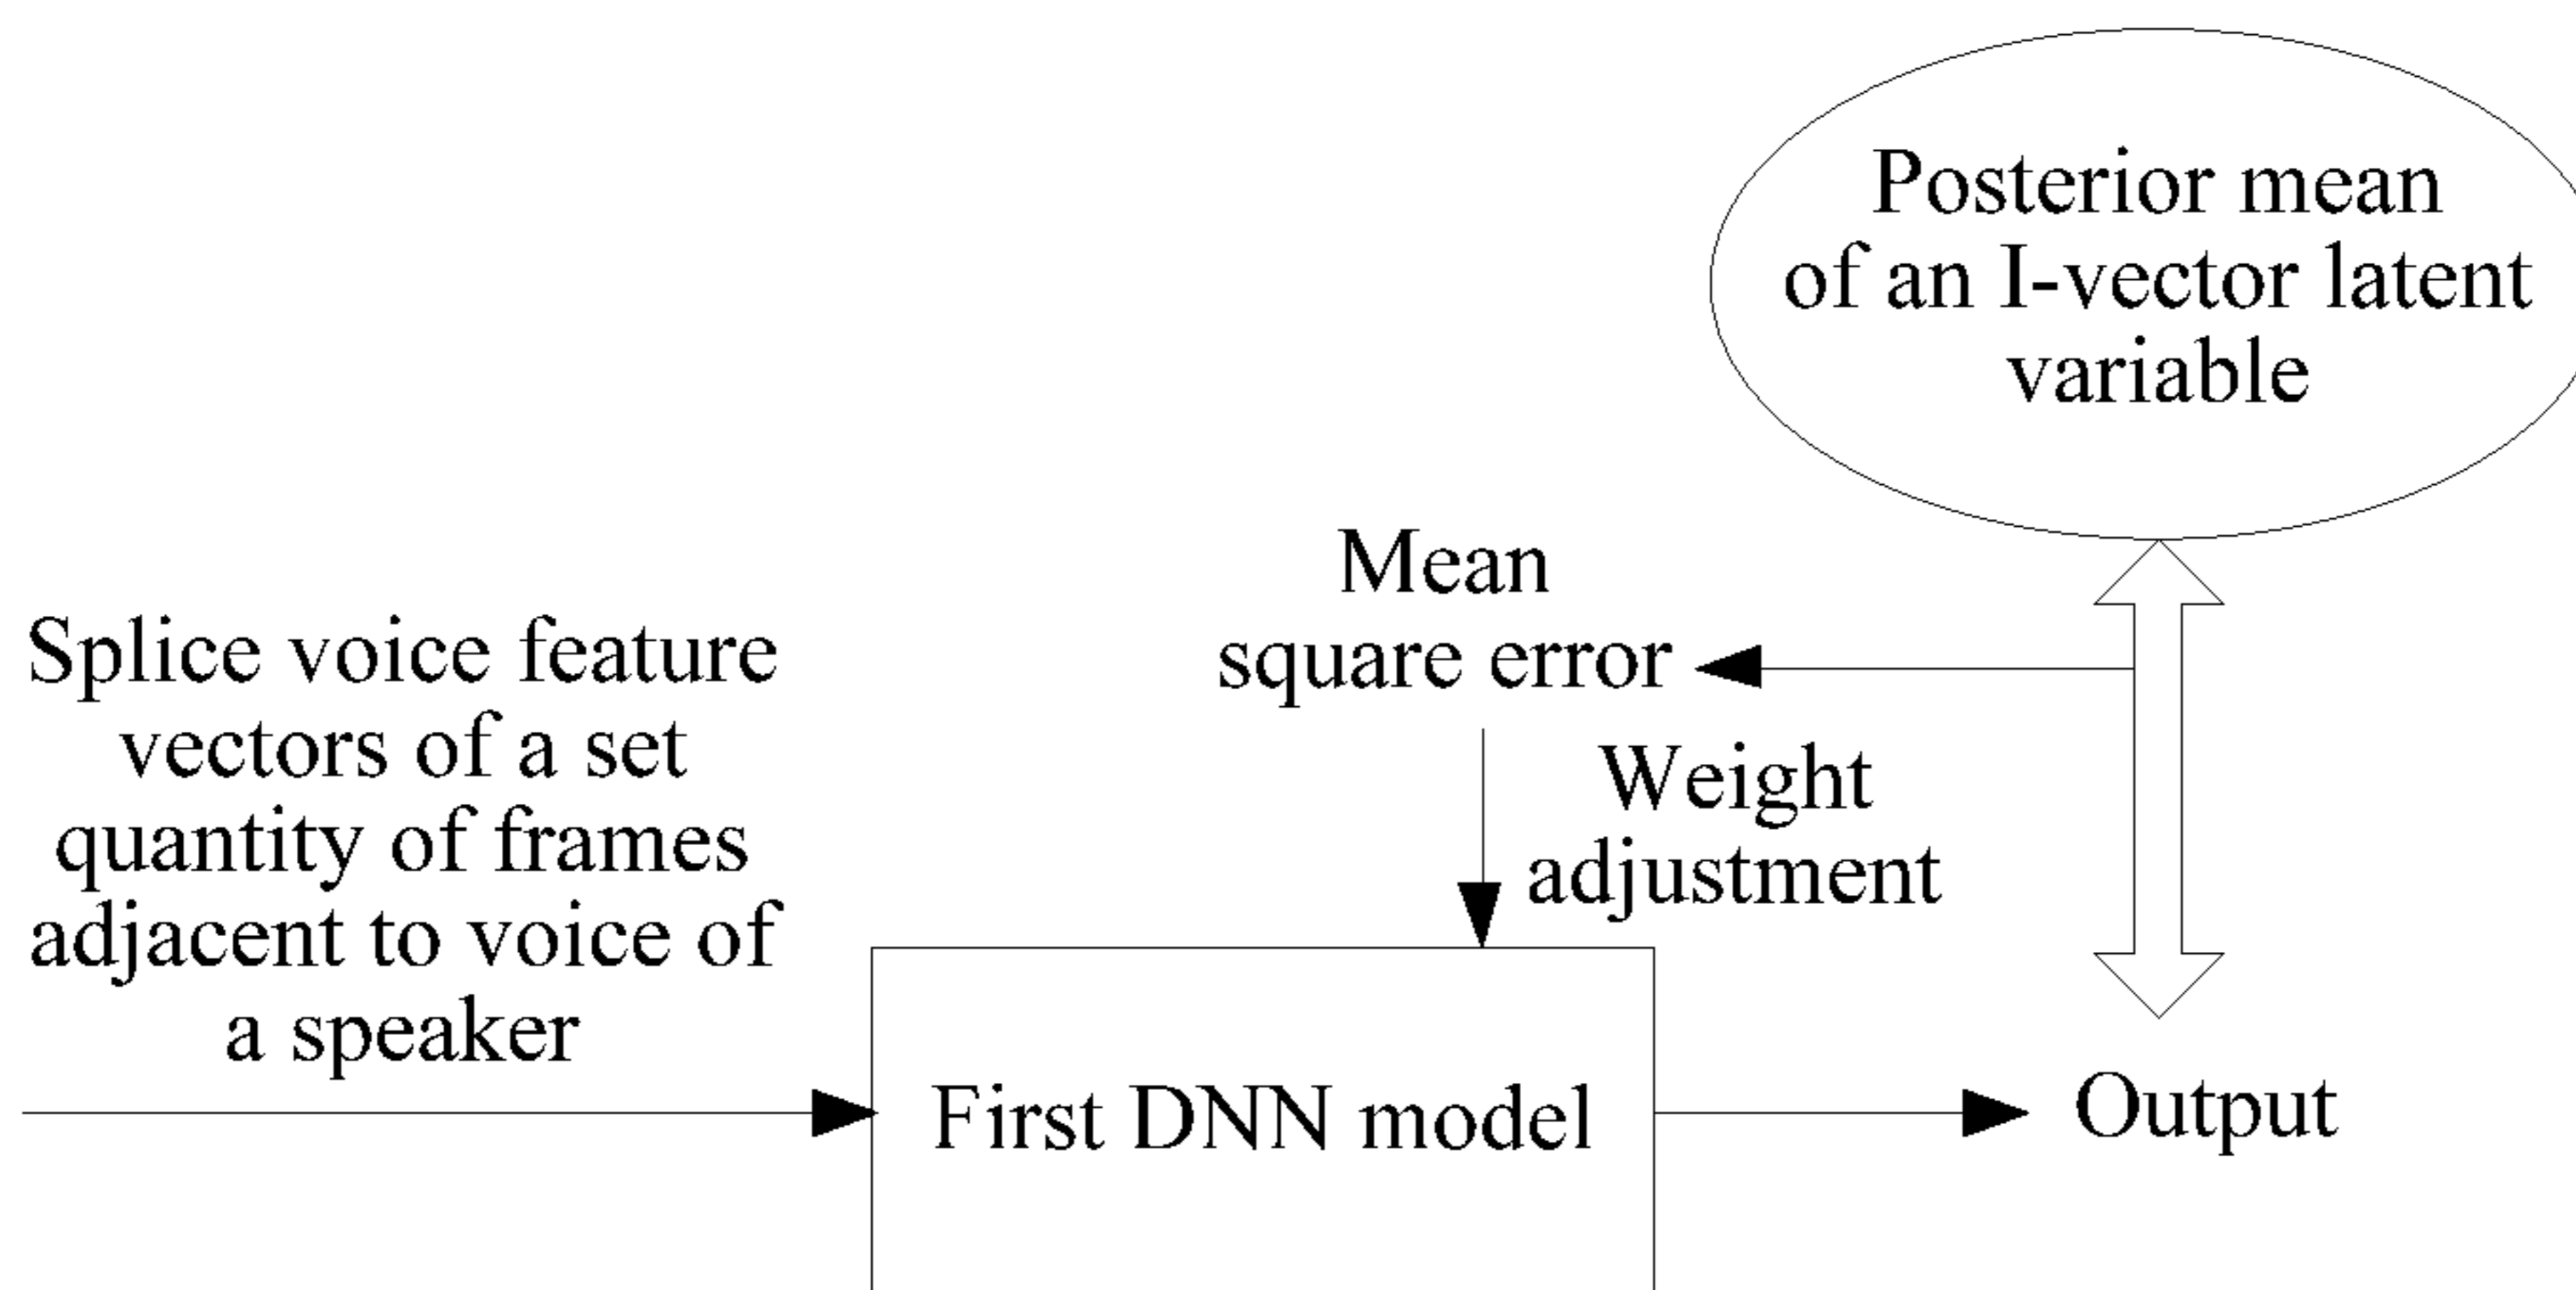 Posterior mean
of an I-vector latent
variable
Mean
square error
Splice voice feature
vectors of a set
quantity of frames
adjacent to voice of
a speaker
Weight
adjustment
First DNN model
Output